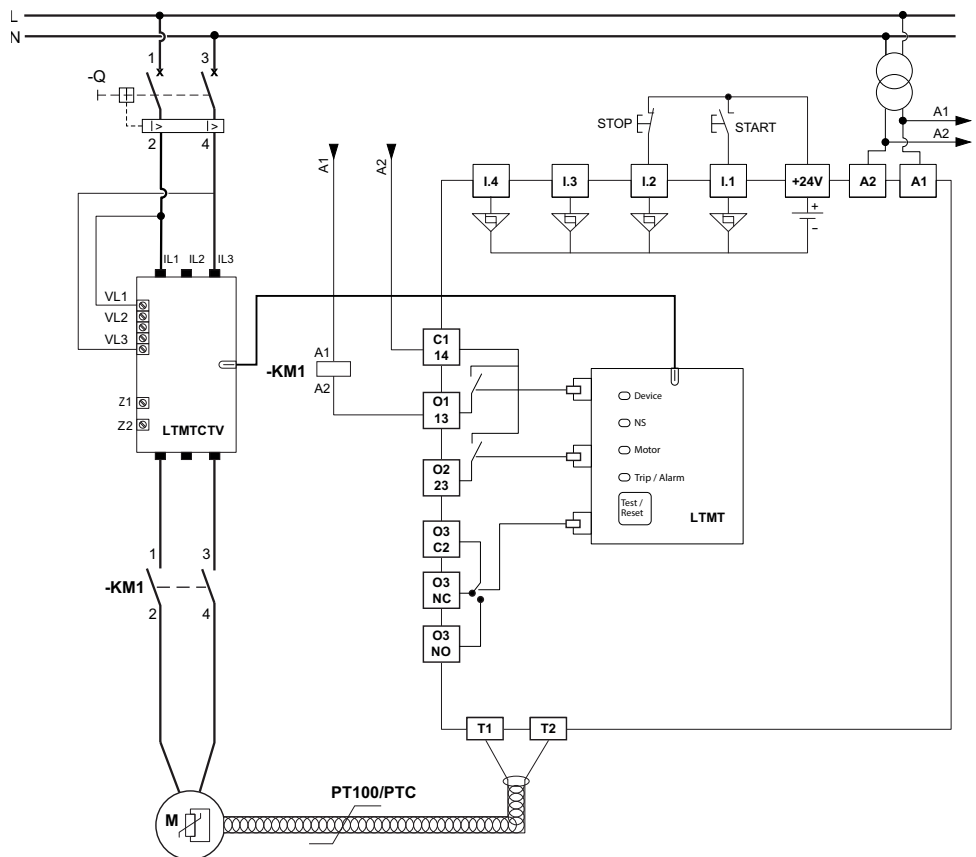 L
N
1
3
-Q
I>
I>
2
4
A1
A2
STOP
START
A1
A2
I.4
I.3
I.2
I.1
+24V
A2
A1
+
−
IL1
IL2
IL3
VL1
VL2
VL3
Z1
Z2
LTMTCTV
-KM1
A1
A2
C1
14
O1
13
O2
23
O3
C2
O3
NC
O3
NO
Device
NS
Motor
Trip / Alarm
Test /
Reset
LTMT
1
3
-KM1
2
4
T1
T2
PT100/PTC
M